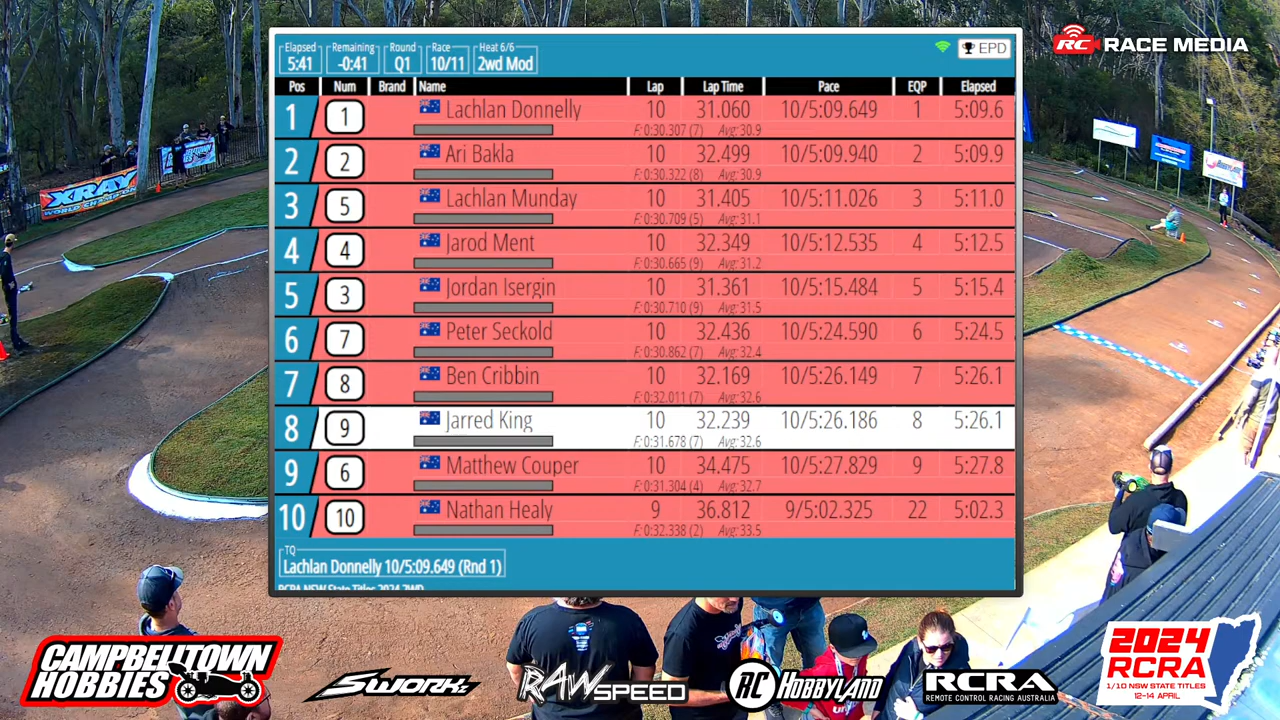 RC RACE MEDIA
Elapsed 5:41
Remaining -0:41
Round Q1
Race 10/11
Heat 6/6 2wd Mod
EPD
Pos Num Brand Name Lap Lap Time Pace EQP Elapsed
1 1 Lachlan Donnelly 10 31.060 10/5:09.649 1 5:09.6
F: 0:30.307 (7) Avg: 30.9
2 2 Ari Bakla 10 32.499 10/5:09.940 2 5:09.9
F: 0:30.322 (8) Avg: 30.9
3 5 Lachlan Munday 10 31.405 10/5:11.026 3 5:11.0
F: 0:30.709 (5) Avg: 31.1
4 4 Jarod Ment 10 32.349 10/5:12.535 4 5:12.5
F: 0:30.665 (9) Avg: 31.2
5 3 Jordan Isergin 10 31.361 10/5:15.484 5 5:15.4
F: 0:30.710 (9) Avg: 31.5
6 7 Peter Seckold 10 32.436 10/5:24.590 6 5:24.5
F: 0:30.862 (7) Avg: 32.4
7 8 Ben Cribbin 10 32.169 10/5:26.149 7 5:26.1
F: 0:32.011 (7) Avg: 32.6
8 9 Jarred King 10 32.239 10/5:26.186 8 5:26.1
F: 0:31.678 (7) Avg: 32.6
9 6 Matthew Couper 10 34.475 10/5:27.829 9 5:27.8
F: 0:31.304 (4) Avg: 32.7
10 10 Nathan Healy 9 36.812 9/5:02.325 22 5:02.3
F: 0:32.338 (2) Avg: 33.5
TQ
Lachlan Donnelly 10/5:09.649 (Rnd 1)
RCRA NSW State Titles 2024 2WD
XRAY
CAMPBELLTOWN
CAMPBELLTOWN
HOBBIES
SWORK
RAW SPEED
RC HOBBYLAND
RCRA
REMOTE CONTROL RACING AUSTRALIA
2024
RCRA
1/10 NSW STATE TITLES
12-14 APRIL